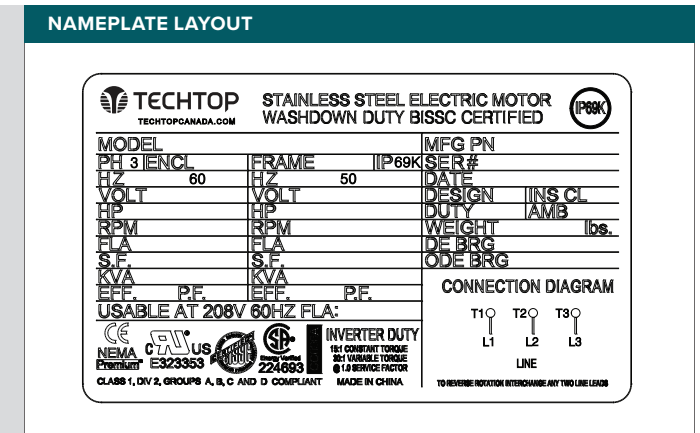 NAMEPLATE LAYOUT
TECHTOP
TECHTOPCANADA.COM
STAINLESS STEEL ELECTRIC MOTOR
WASHDOWN DUTY BISSC CERTIFIED
IP69K
MODEL MFG PN
PH 3 ENCL FRAME IP69K SER#
HZ 60 HZ 50 DATE
VOLT VOLT DESIGN INS CL
HP HP DUTY AMB
RPM RPM WEIGHT lbs.
FLA FLA DE BRG
S.F. S.F. ODE BRG
KVA KVA
EFF. P.F. EFF. P.F.
USABLE AT 208V 60HZ FLA:
CONNECTION DIAGRAM
T1 T2 T3
L1 L2 L3
LINE
TO REVERSE ROTATION INTERCHANGE ANY TWO LINE LEADS
CE
NEMA
Premium
C US
E323353
SA
Energy Verified
224693
INVERTER DUTY
15:1 CONSTANT TORQUE
30:1 VARIABLE TORQUE
@ 1.0 SERVICE FACTOR
CLASS 1, DIV 2, GROUPS A, B, C AND D COMPLIANT MADE IN CHINA